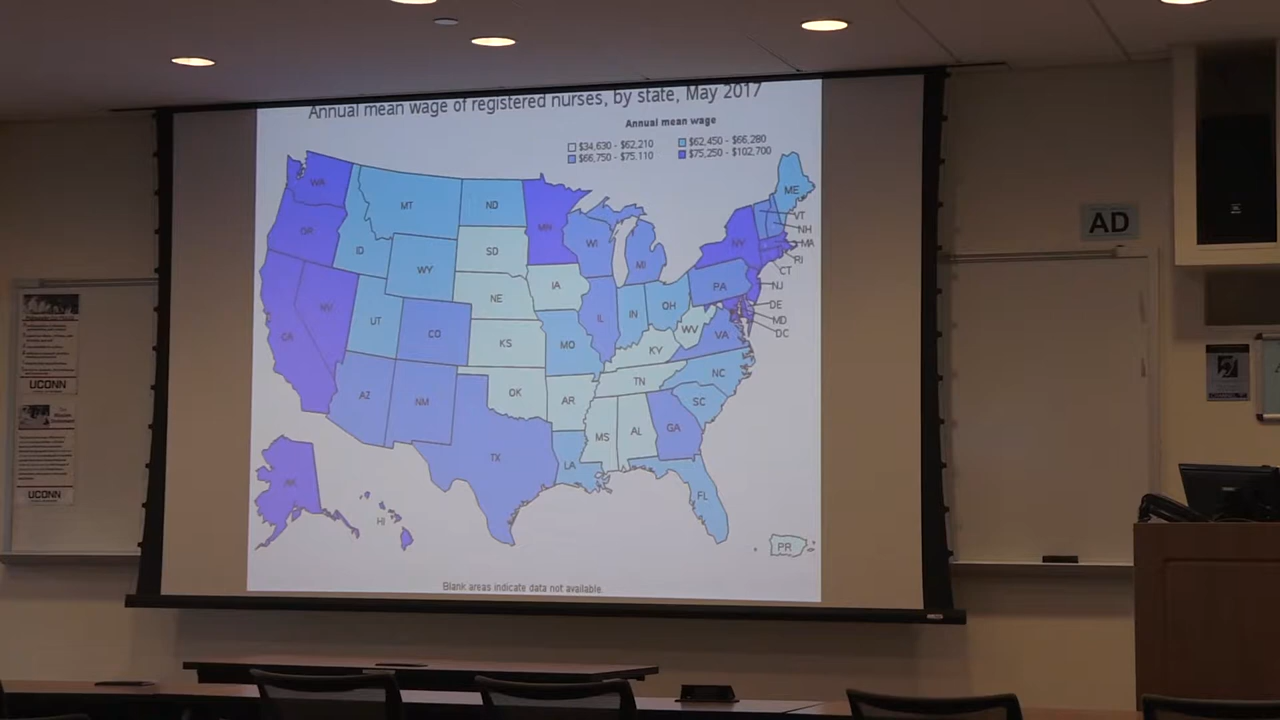 Annual mean wage of registered nurses, by state, May 2017
Annual mean wage
$34,630 - $62,210
$62,450 - $66,280
$66,750 - $75,110
$75,250 - $102,700
WA
MT
ND
ME
OR
MN
VT
ID
SD
WI
NH
NY
MA
WY
MI
RI
CT
NV
NE
IA
PA
NJ
UT
IL
IN
OH
DE
CA
CO
MO
WV
VA
MD
DC
KS
KY
NC
AZ
NM
OK
AR
TN
SC
MS
AL
GA
TX
LA
FL
AK
HI
PR
Blank areas indicate data not available.
AD
UCONN
UCONN